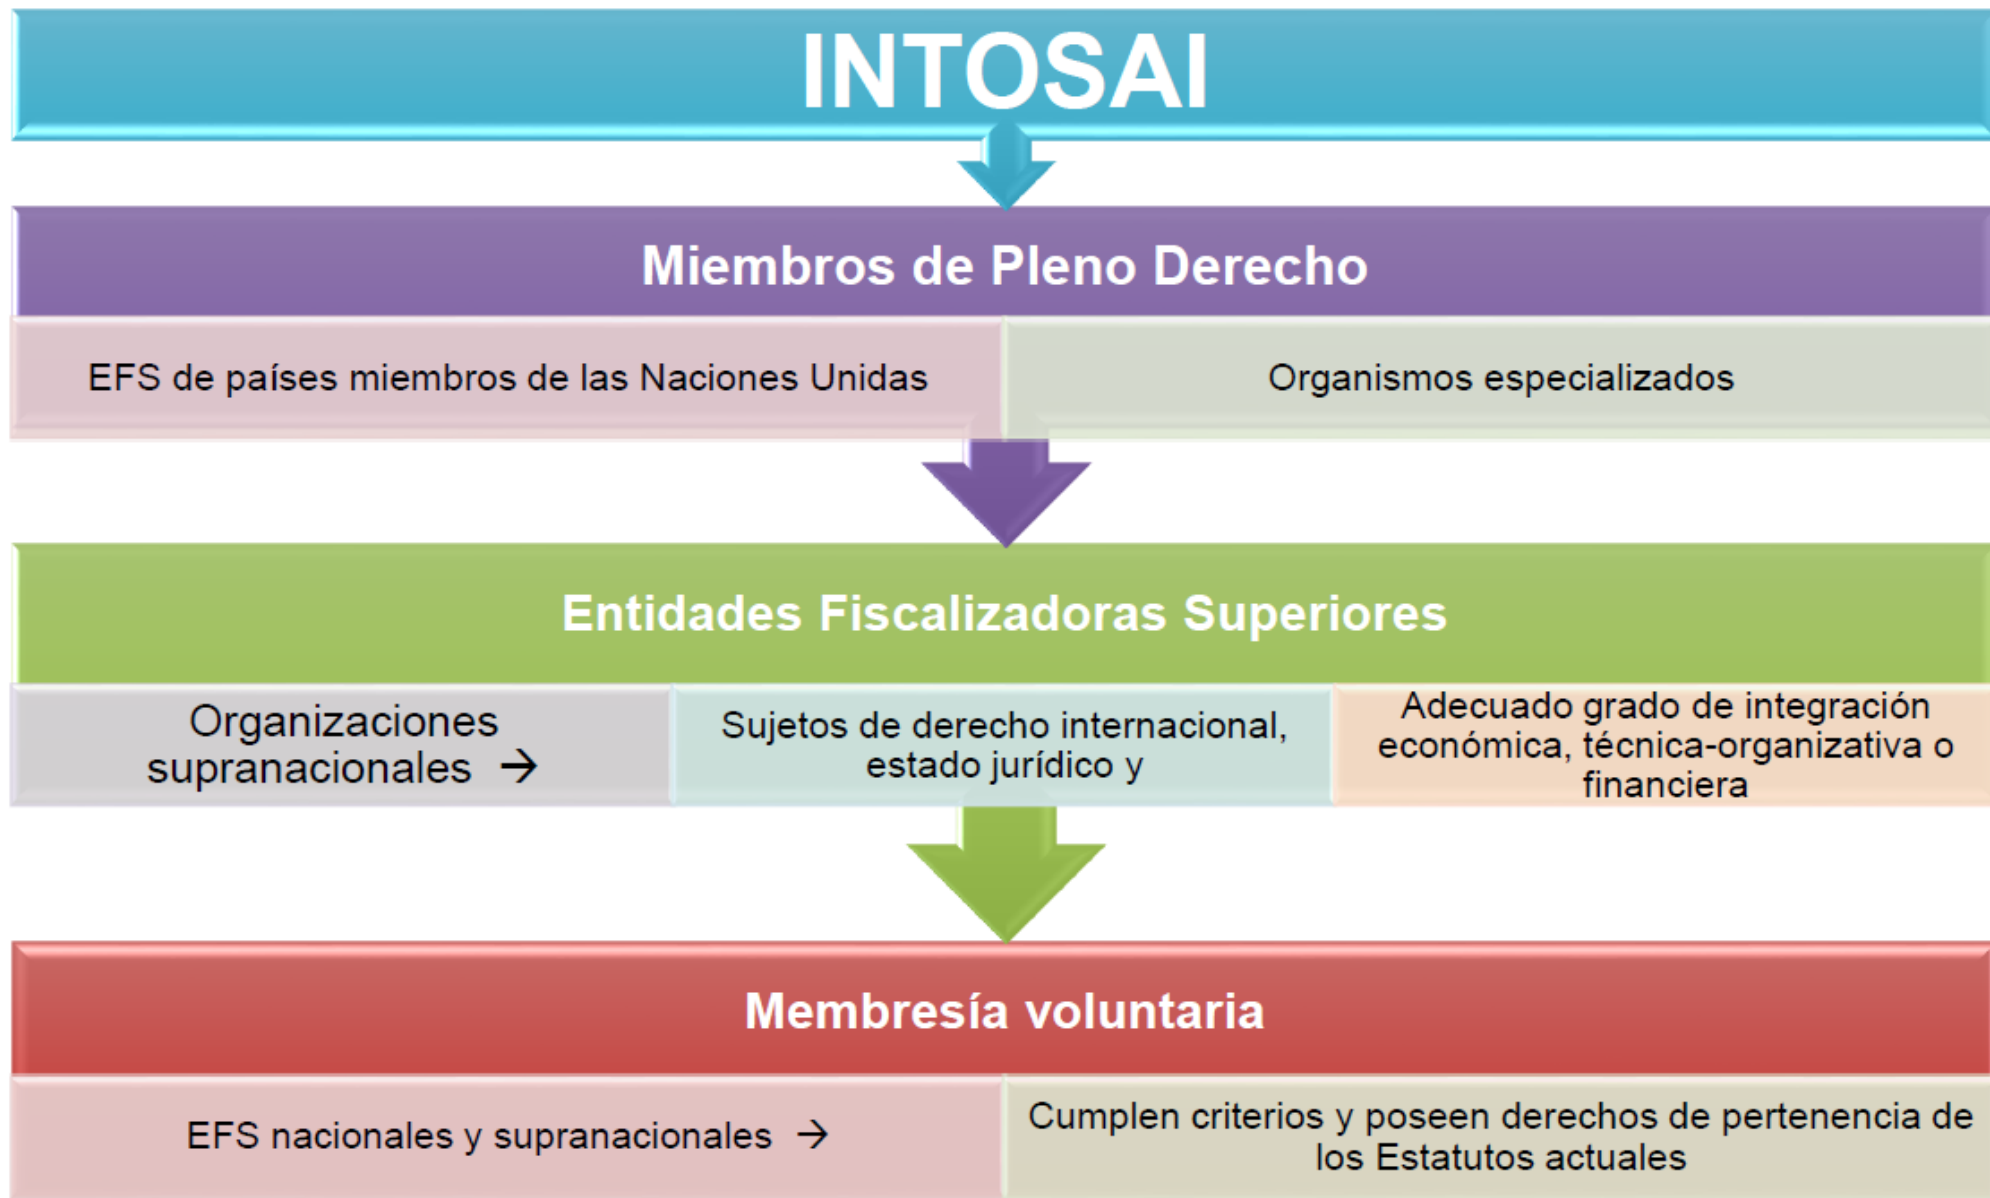 INTOSAI
Miembros de Pleno Derecho
EFS de países miembros de las Naciones Unidas
Organismos especializados
Entidades Fiscalizadoras Superiores
Organizaciones
supranacionales →
Sujetos de derecho internacional,
estado jurídico y
Adecuado grado de integración
económica, técnica-organizativa o
financiera
Membresía voluntaria
EFS nacionales y supranacionales →
Cumplen criterios y poseen derechos de pertenencia de
los Estatutos actuales